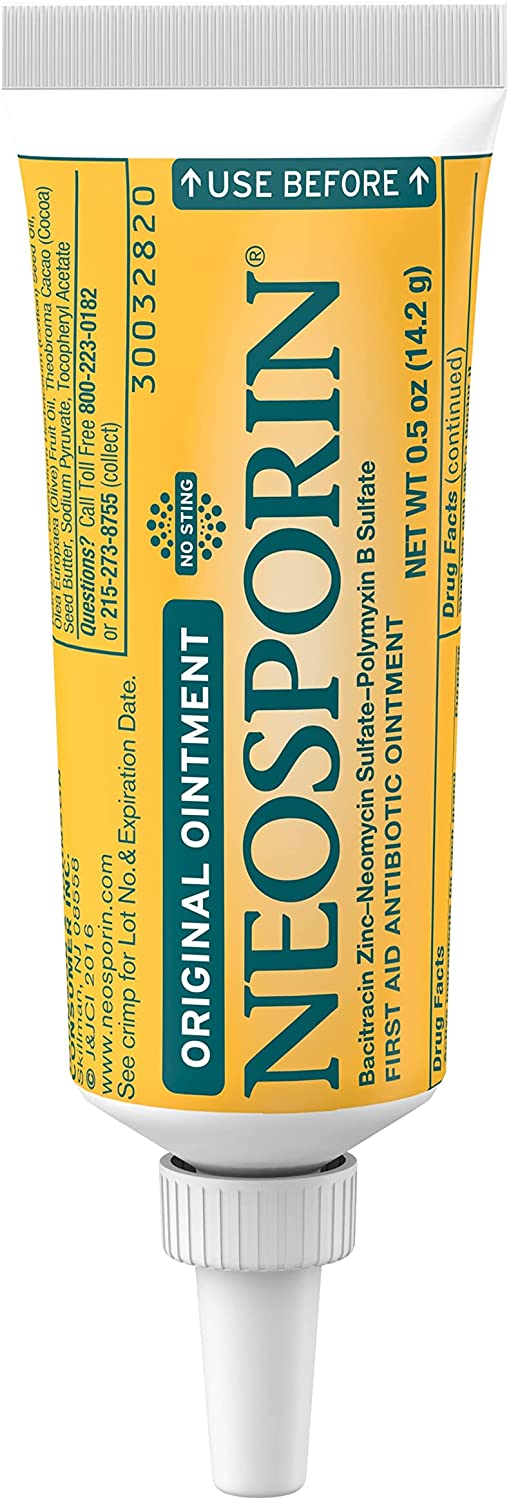 ↑ USE BEFORE ↑
Olea Europaea (Olive) Fruit Oil, Theobroma Cacao (Cocoa)
Seed Butter, Sodium Pyruvate, Tocopheryl Acetate
Questions? Call Toll Free 800-223-0182
or 215-273-8755 (collect)
30032820
CONSUMER INC.
Skillman, NJ 08558
© J&JCI 2016
www.neosporin.com
See crimp for Lot No.& Expiration Date.
NO STING
ORIGINAL OINTMENT
NEOSPORIN®
Bacitracin Zinc–Neomycin Sulfate–Polymyxin B Sulfate
FIRST AID ANTIBIOTIC OINTMENT
NET WT 0.5 oz (14.2 g)
Drug Facts
Drug Facts (continued)